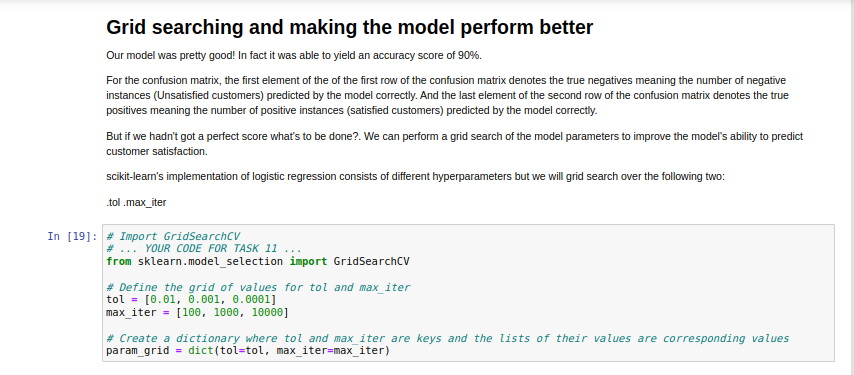 Grid searching and making the model perform better
Our model was pretty good! In fact it was able to yield an accuracy score of 90%.
For the confusion matrix, the first element of the of the first row of the confusion matrix denotes the true negatives meaning the number of negative
instances (Unsatisfied customers) predicted by the model correctly. And the last element of the second row of the confusion matrix denotes the true
positives meaning the number of positive instances (satisfied customers) predicted by the model correctly.
But if we hadn't got a perfect score what's to be done?. We can perform a grid search of the model parameters to improve the model's ability to predict
customer satisfaction.
scikit-learn's implementation of logistic regression consists of different hyperparameters but we will grid search over the following two:
.tol .max_iter
In [19]: # Import GridSearchCV
# ... YOUR CODE FOR TASK 11 ...
from sklearn.model_selection import GridSearchCV
# Define the grid of values for tol and max_iter
tol = [0.01, 0.001, 0.0001]
max_iter = [100, 1000, 10000]
# Create a dictionary where tol and max_iter are keys and the lists of their values are corresponding values
param_grid = dict(tol=tol, max_iter=max_iter)